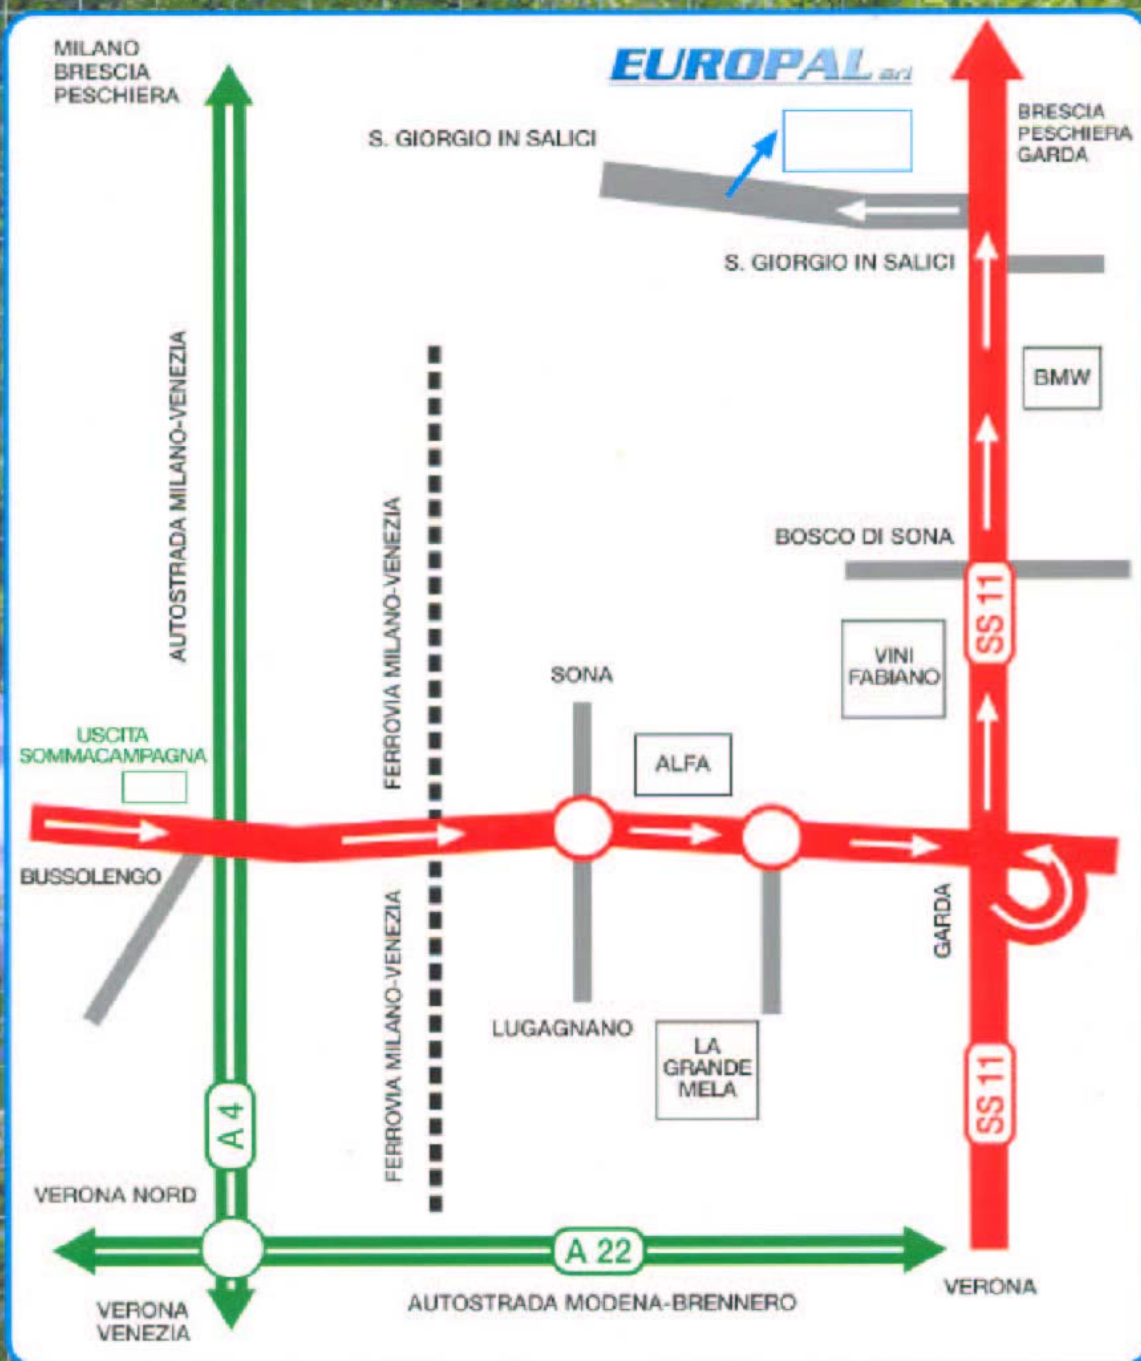 MILANO
BRESCIA
PESCHIERA
EUROPAL srl
BRESCIA
PESCHIERA
GARDA
S. GIORGIO IN SALICI
S. GIORGIO IN SALICI
BMW
AUTOSTRADA MILANO-VENEZIA
FERROVIA MILANO-VENEZIA
BOSCO DI SONA
SS 11
VINI
FABIANO
SONA
ALFA
USCITA
SOMMACAMPAGNA
BUSSOLENGO
FERROVIA MILANO-VENEZIA
GARDA
LUGAGNANO
LA
GRANDE
MELA
SS 11
A 4
VERONA NORD
A 22
VERONA
VENEZIA
AUTOSTRADA MODENA-BRENNERO
VERONA